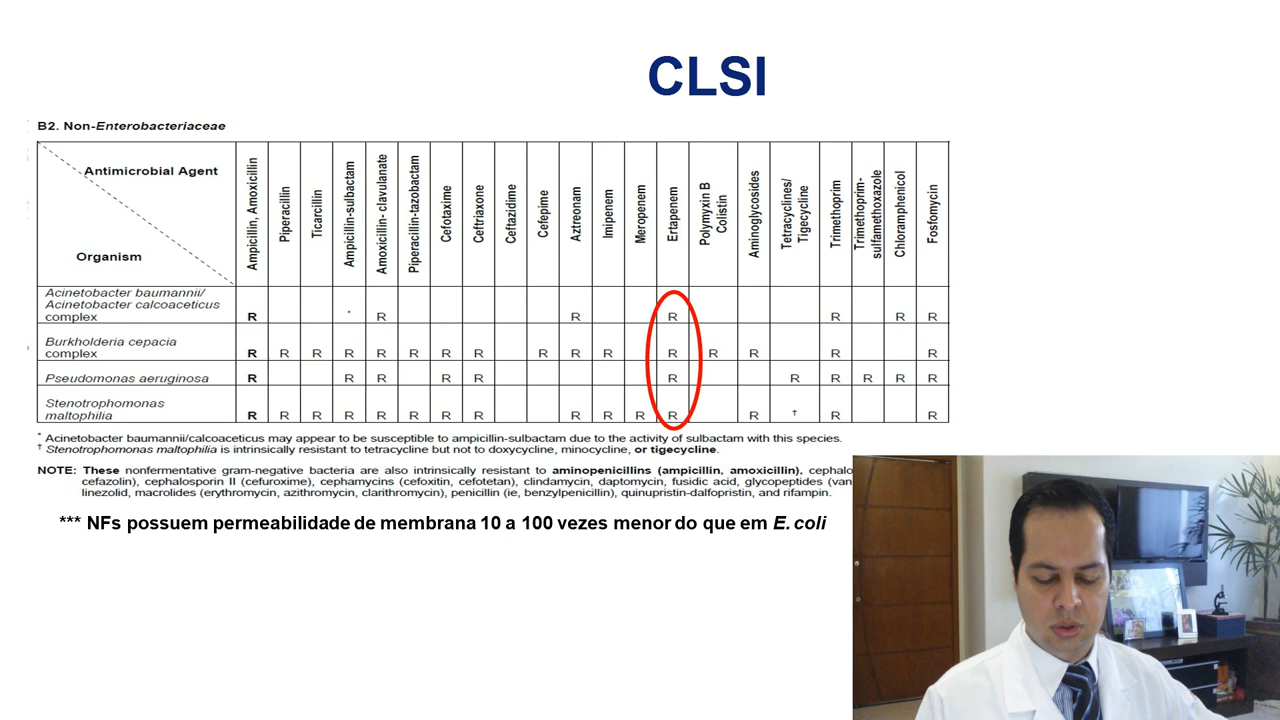 CLSI
B2. Non-Enterobacteriaceae
Antimicrobial Agent
Organism
Ampicillin, Amoxicillin
Piperacillin
Ticarcillin
Ampicillin-sulbactam
Amoxicillin- clavulanate
Piperacillin-tazobactam
Cefotaxime
Ceftriaxone
Ceftazidime
Cefepime
Aztreonam
Imipenem
Meropenem
Ertapenem
Polymyxin B
Colistin
Aminoglycosides
Tetracyclines/
Tigecycline
Trimethoprim
Trimethoprim-
sulfamethoxazole
Chloramphenicol
Fosfomycin
Acinetobacter baumannii/
Acinetobacter calcoaceticus
complex R * R R R R R R
Burkholderia cepacia
complex R R R R R R R R R R R R R R R R
Pseudomonas aeruginosa R R R R R R R R R R R
Stenotrophomonas
maltophilia R R R R R R R R R R R R R † R R
* Acinetobacter baumannii/calcoaceticus may appear to be susceptible to ampicillin-sulbactam due to the activity of sulbactam with this species.
† Stenotrophomonas maltophilia is intrinsically resistant to tetracycline but not to doxycycline, minocycline, or tigecycline.
NOTE: These nonfermentative gram-negative bacteria are also intrinsically resistant to aminopenicillins (ampicillin, amoxicillin), cephalo
cefazolin), cephalosporin II (cefuroxime), cephamycins (cefoxitin, cefotetan), clindamycin, daptomycin, fusidic acid, glycopeptides (van
linezolid, macrolides (erythromycin, azithromycin, clarithromycin), penicillin (ie, benzylpenicillin), quinupristin-dalfopristin, and rifampin.
*** NFs possuem permeabilidade de membrana 10 a 100 vezes menor do que em E. coli